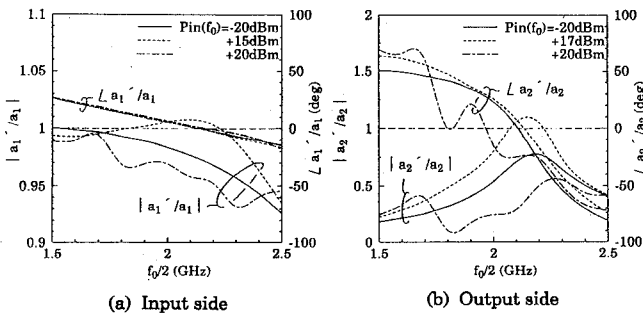 1.1
1.05
1
0.95
0.9
| a₁´/a₁ |
Pin(f₀)=-20dBm
+15dBm
+20dBm
∠ a₁´/a₁
| a₁´/a₁ |
100
50
0
-50
-100
∠ a₁´/a₁ (deg)
1.5 2 2.5
f₀/2 (GHz)
(a) Input side
2
1.5
1
0.5
0
| a₂´/a₂ |
Pin(f₀)=-20dBm
+17dBm
+20dBm
∠ a₂´/a₂
| a₂´/a₂ |
100
50
0
-50
-100
∠ a₂´/a₂ (deg)
1.5 2 2.5
f₀/2 (GHz)
(b) Output side